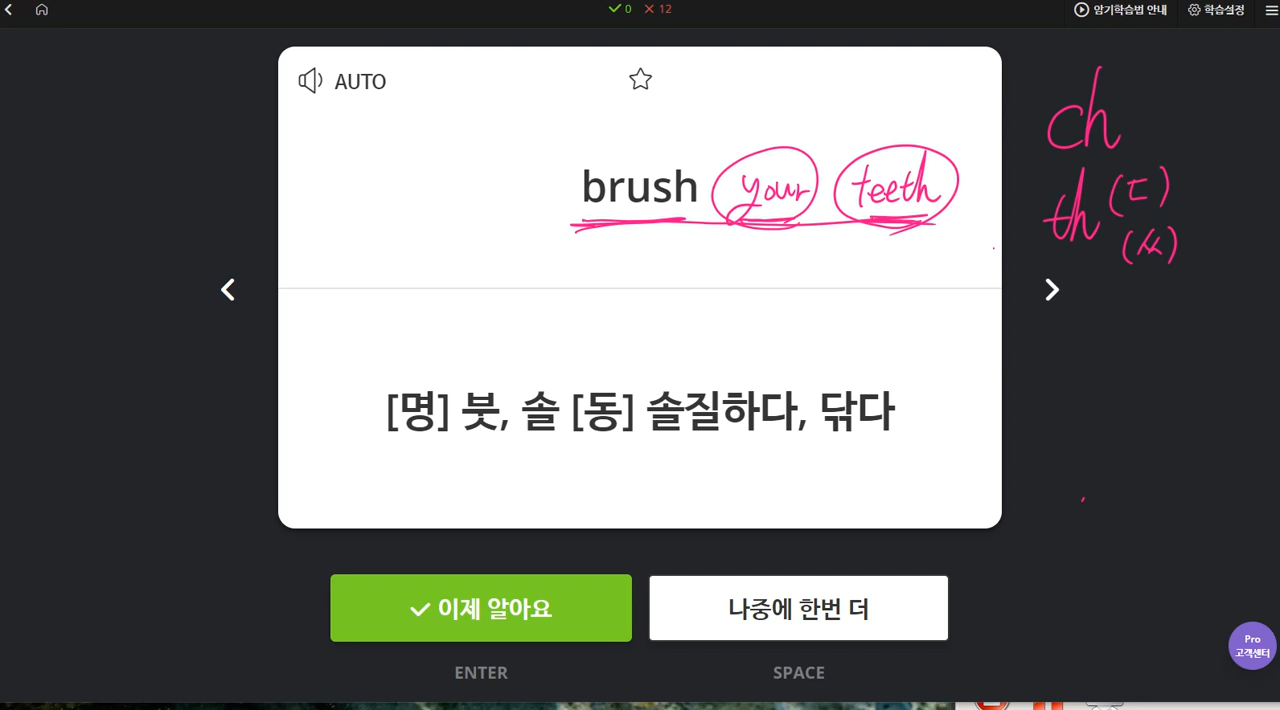 0 12 암기학습법 안내 학습설정
AUTO
brush your teeth
ch
th (ㄷ)
(ㅆ)
[명] 붓, 솔 [동] 솔질하다, 닦다
이제 알아요 나중에 한번 더
ENTER SPACE
Pro
고객센터